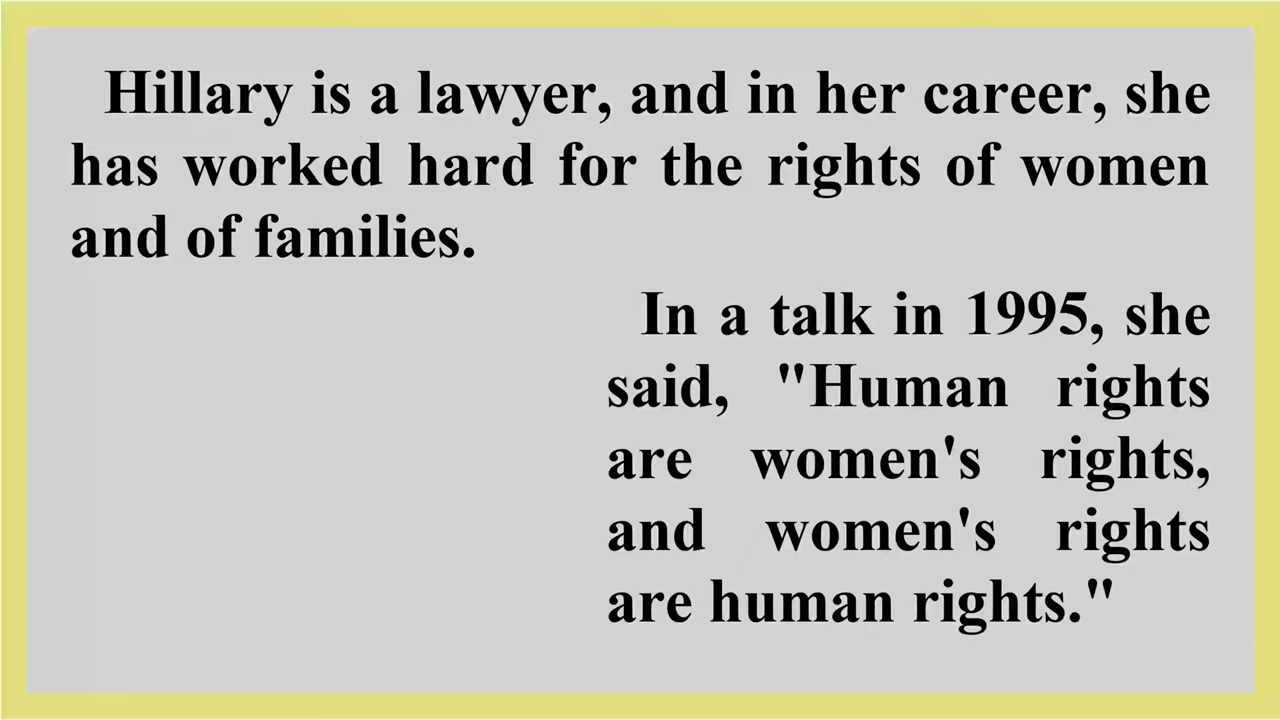 Hillary is a lawyer, and in her career, she
has worked hard for the rights of women
and of families.
In a talk in 1995, she
said, "Human rights
are women's rights,
and women's rights
are human rights."